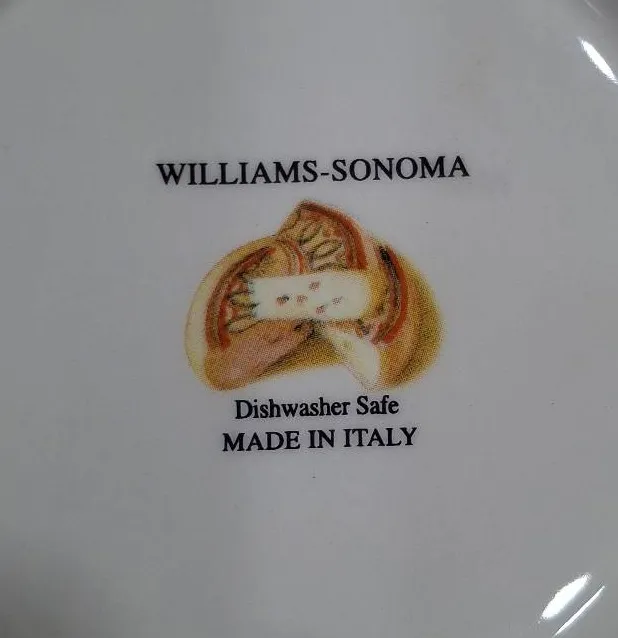 WILLIAMS-SONOMA
Dishwasher Safe
MADE IN ITALY